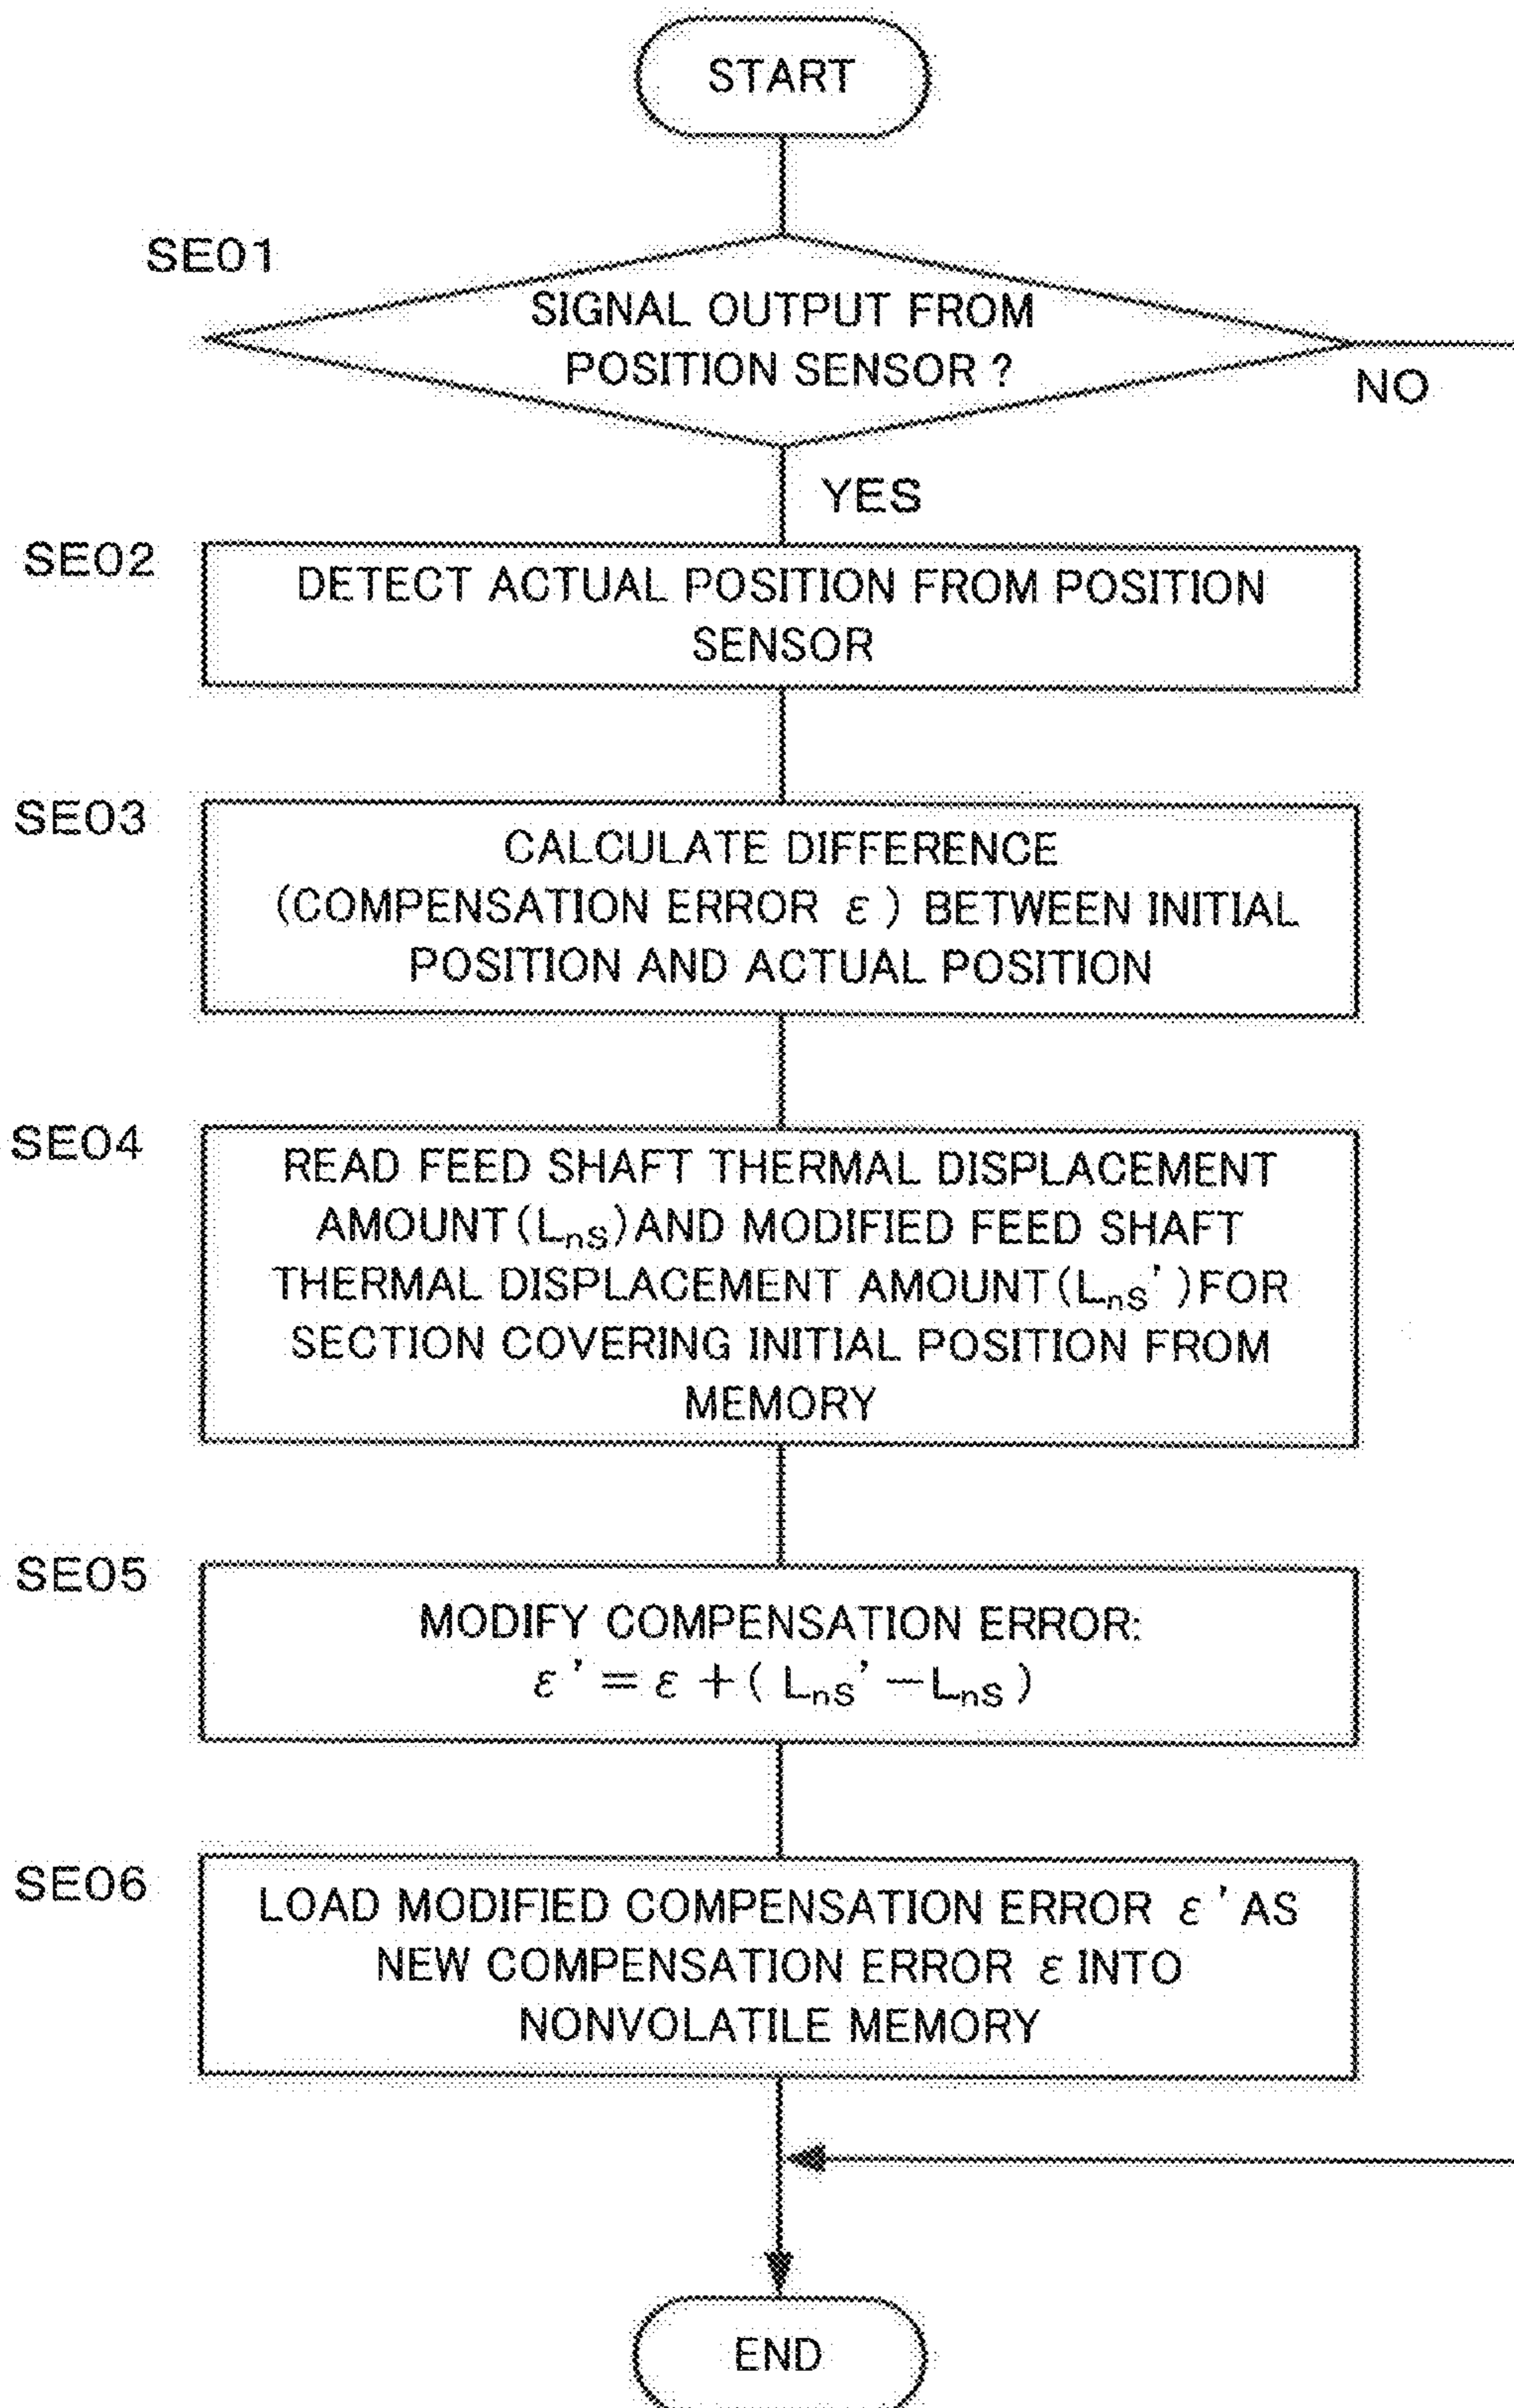 START
SE01
SIGNAL OUTPUT FROM
POSITION SENSOR ?
NO
YES
SE02
DETECT ACTUAL POSITION FROM POSITION
SENSOR
SE03
CALCULATE DIFFERENCE
(COMPENSATION ERROR ε) BETWEEN INITIAL
POSITION AND ACTUAL POSITION
SE04
READ FEED SHAFT THERMAL DISPLACEMENT
AMOUNT(LnS)AND MODIFIED FEED SHAFT
THERMAL DISPLACEMENT AMOUNT(LnS')FOR
SECTION COVERING INITIAL POSITION FROM
MEMORY
SE05
MODIFY COMPENSATION ERROR:
ε'=ε+(LnS'−LnS)
SE06
LOAD MODIFIED COMPENSATION ERROR ε'AS
NEW COMPENSATION ERROR ε INTO
NONVOLATILE MEMORY
END